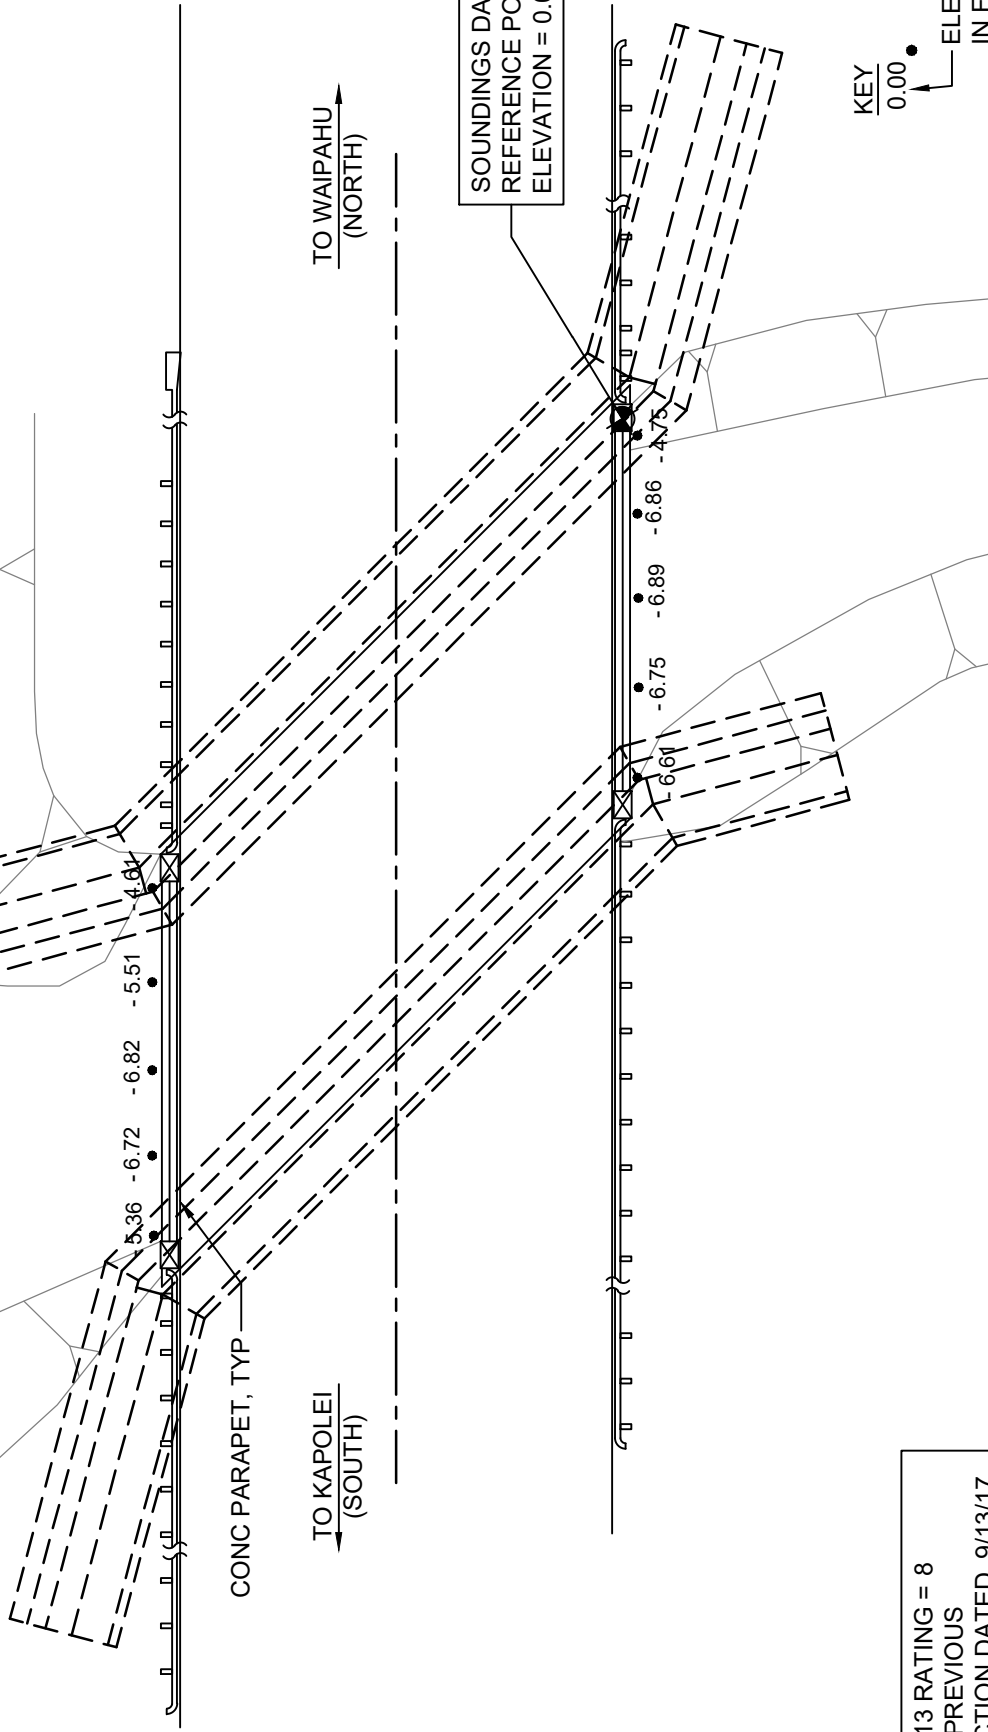 TO WAIPAHU
(NORTH)
SOUNDINGS DA
REFERENCE PO
ELEVATION = 0.0
KEY
0.00
ELE
IN F
- 4.61
- 5.51
- 6.82
- 6.72
- 5.36
- 4.75
- 6.86
- 6.89
- 6.75
- 6.61
CONC PARAPET, TYP
TO KAPOLEI
(SOUTH)
13 RATING = 8
PREVIOUS
CTION DATED 9/13/17